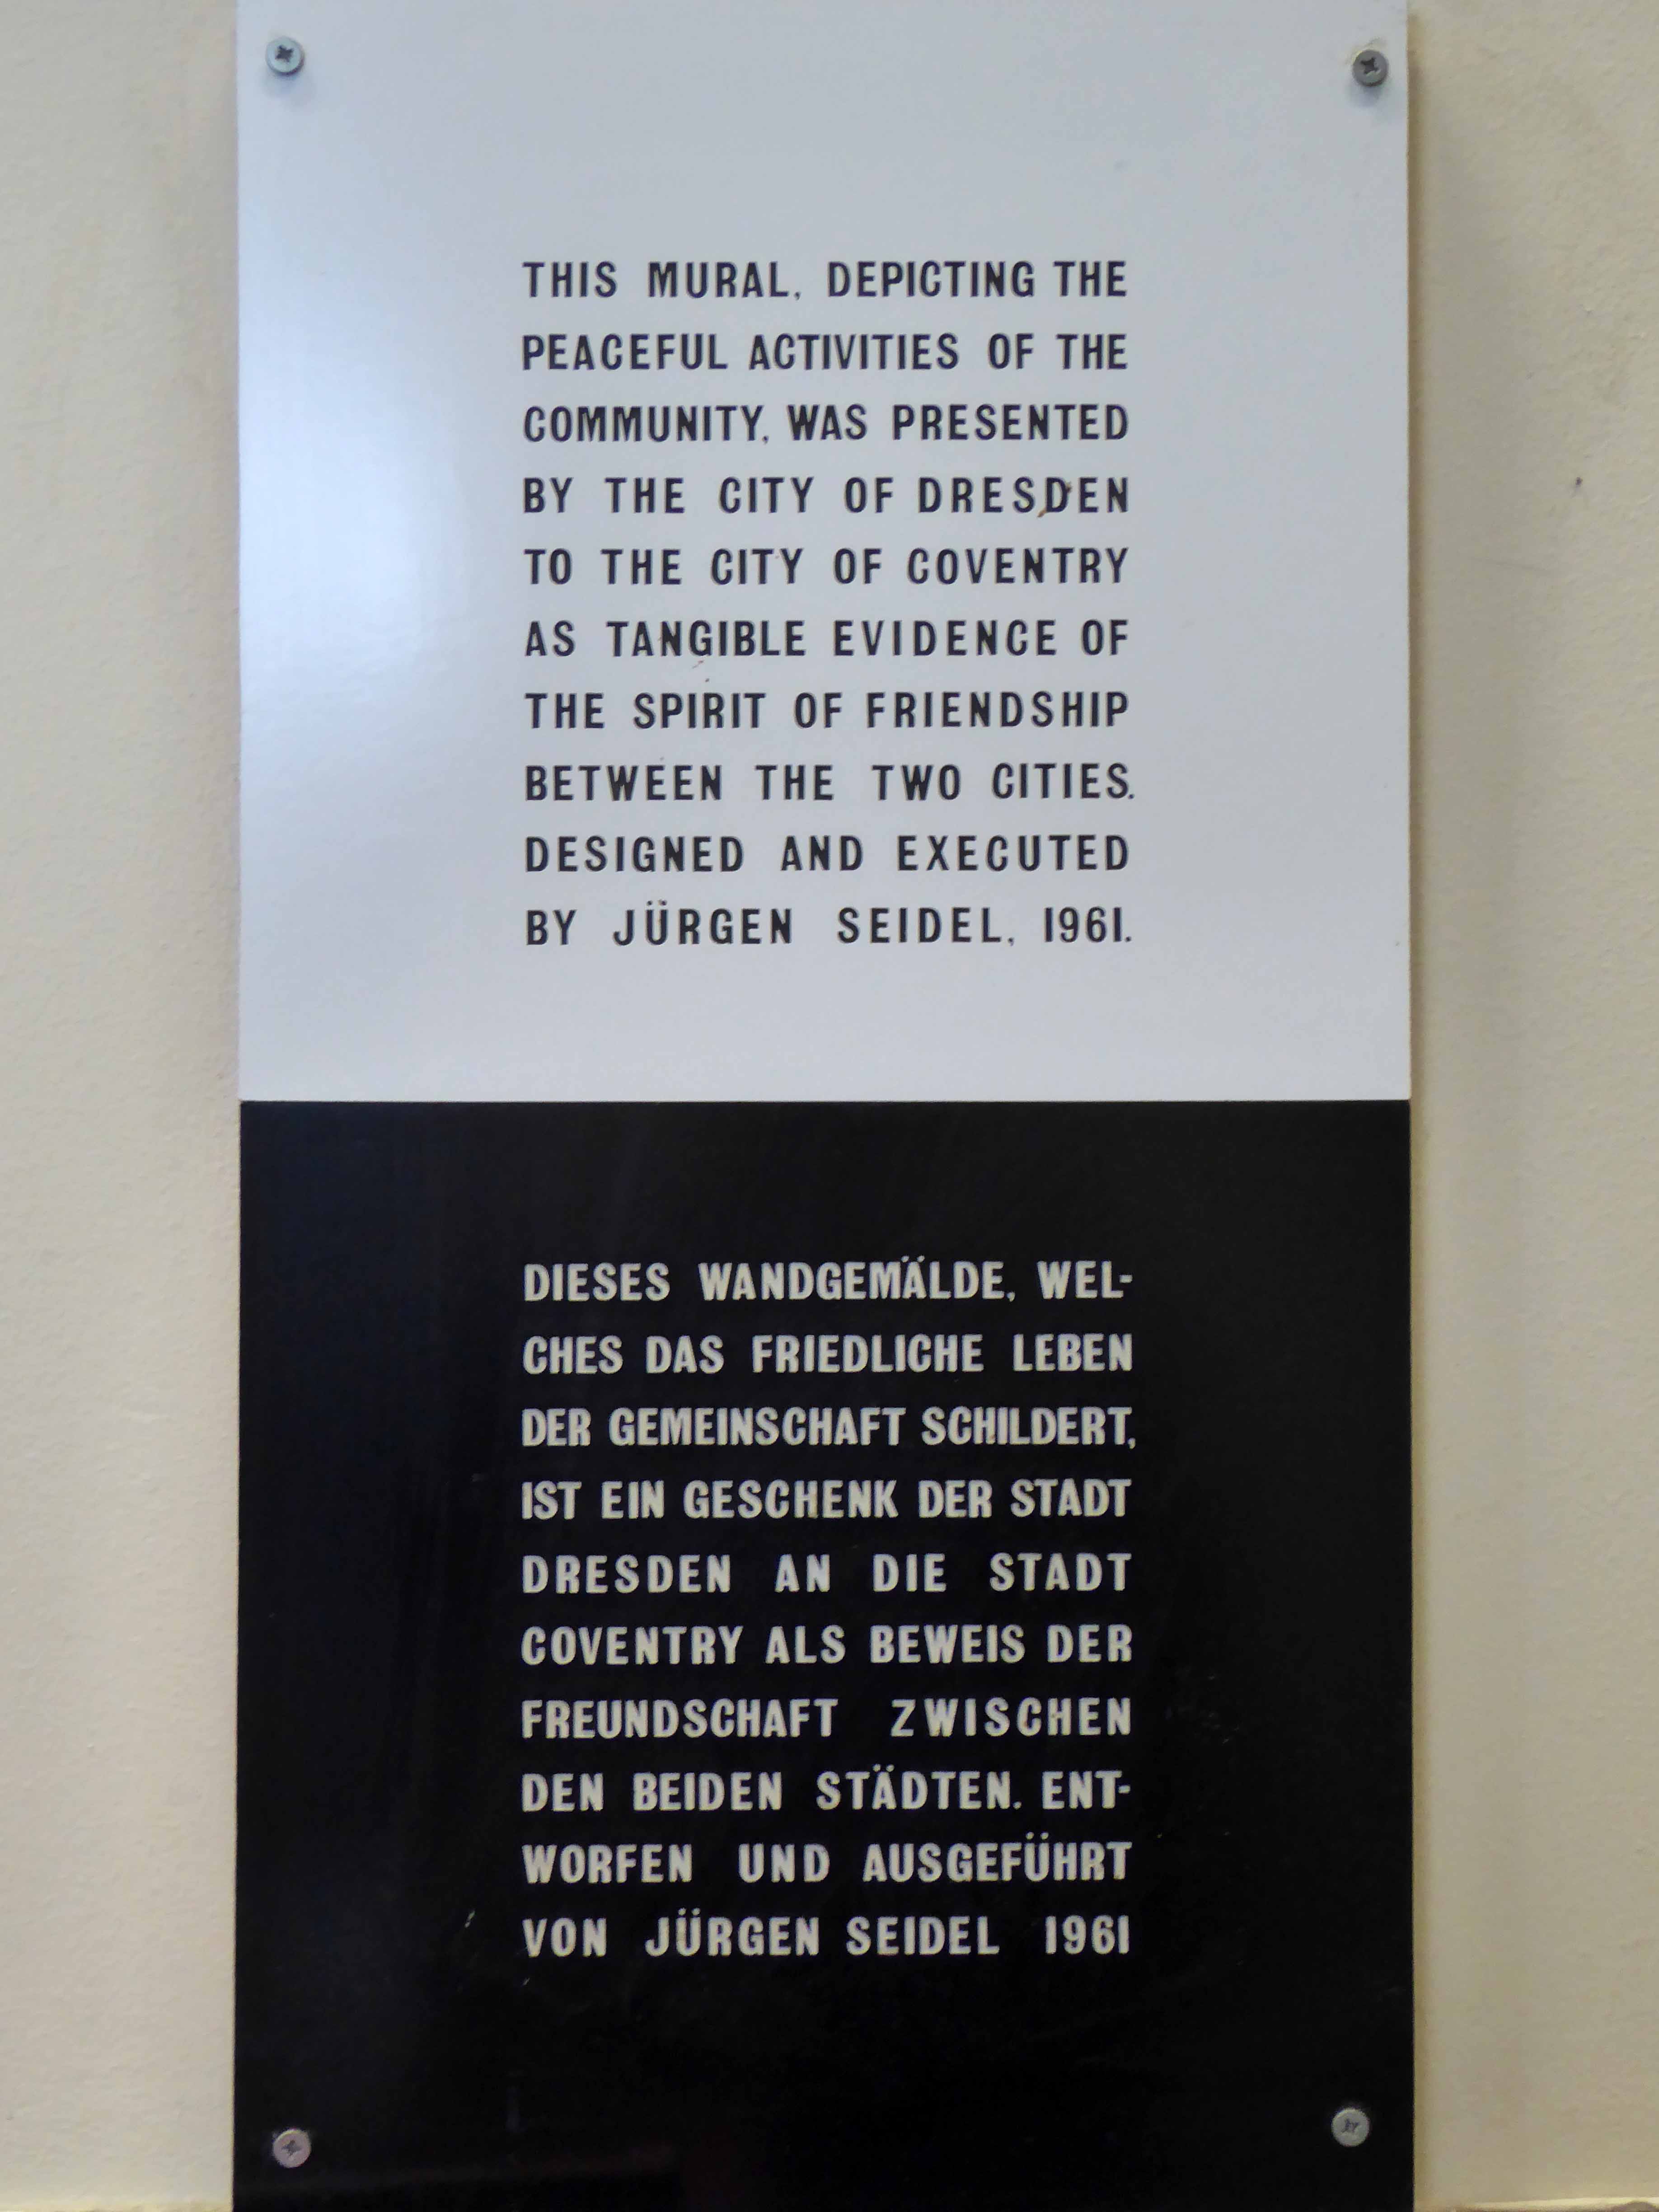 THIS MURAL, DEPICTING THE
PEACEFUL ACTIVITIES OF THE
COMMUNITY, WAS PRESENTED
BY THE CITY OF DRESDEN
TO THE CITY OF COVENTRY
AS TANGIBLE EVIDENCE OF
THE SPIRIT OF FRIENDSHIP
BETWEEN THE TWO CITIES.
DESIGNED AND EXECUTED
BY JÜRGEN SEIDEL, 1961.
DIESES WANDGEMÄLDE, WEL-
CHES DAS FRIEDLICHE LEBEN
DER GEMEINSCHAFT SCHILDERT,
IST EIN GESCHENK DER STADT
DRESDEN AN DIE STADT
COVENTRY ALS BEWEIS DER
FREUNDSCHAFT ZWISCHEN
DEN BEIDEN STÄDTEN. ENT-
WORFEN UND AUSGEFÜHRT
VON JÜRGEN SEIDEL 1961